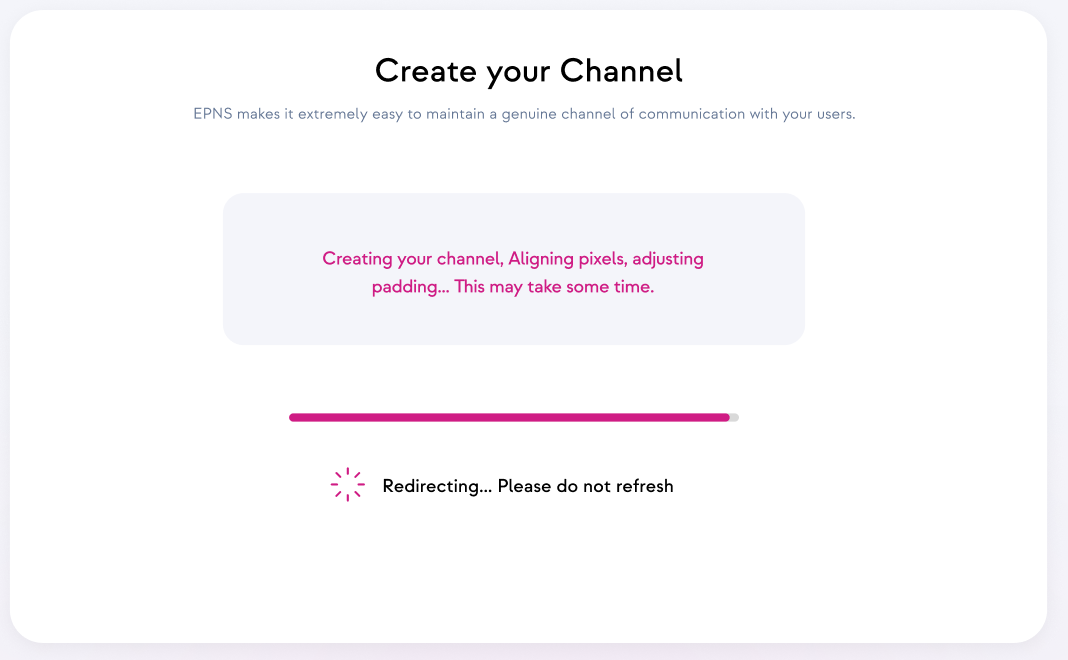 Create your Channel
EPNS makes it extremely easy to maintain a genuine channel of communication with your users.
Creating your channel, Aligning pixels, adjusting
padding... This may take some time.
Redirecting... Please do not refresh